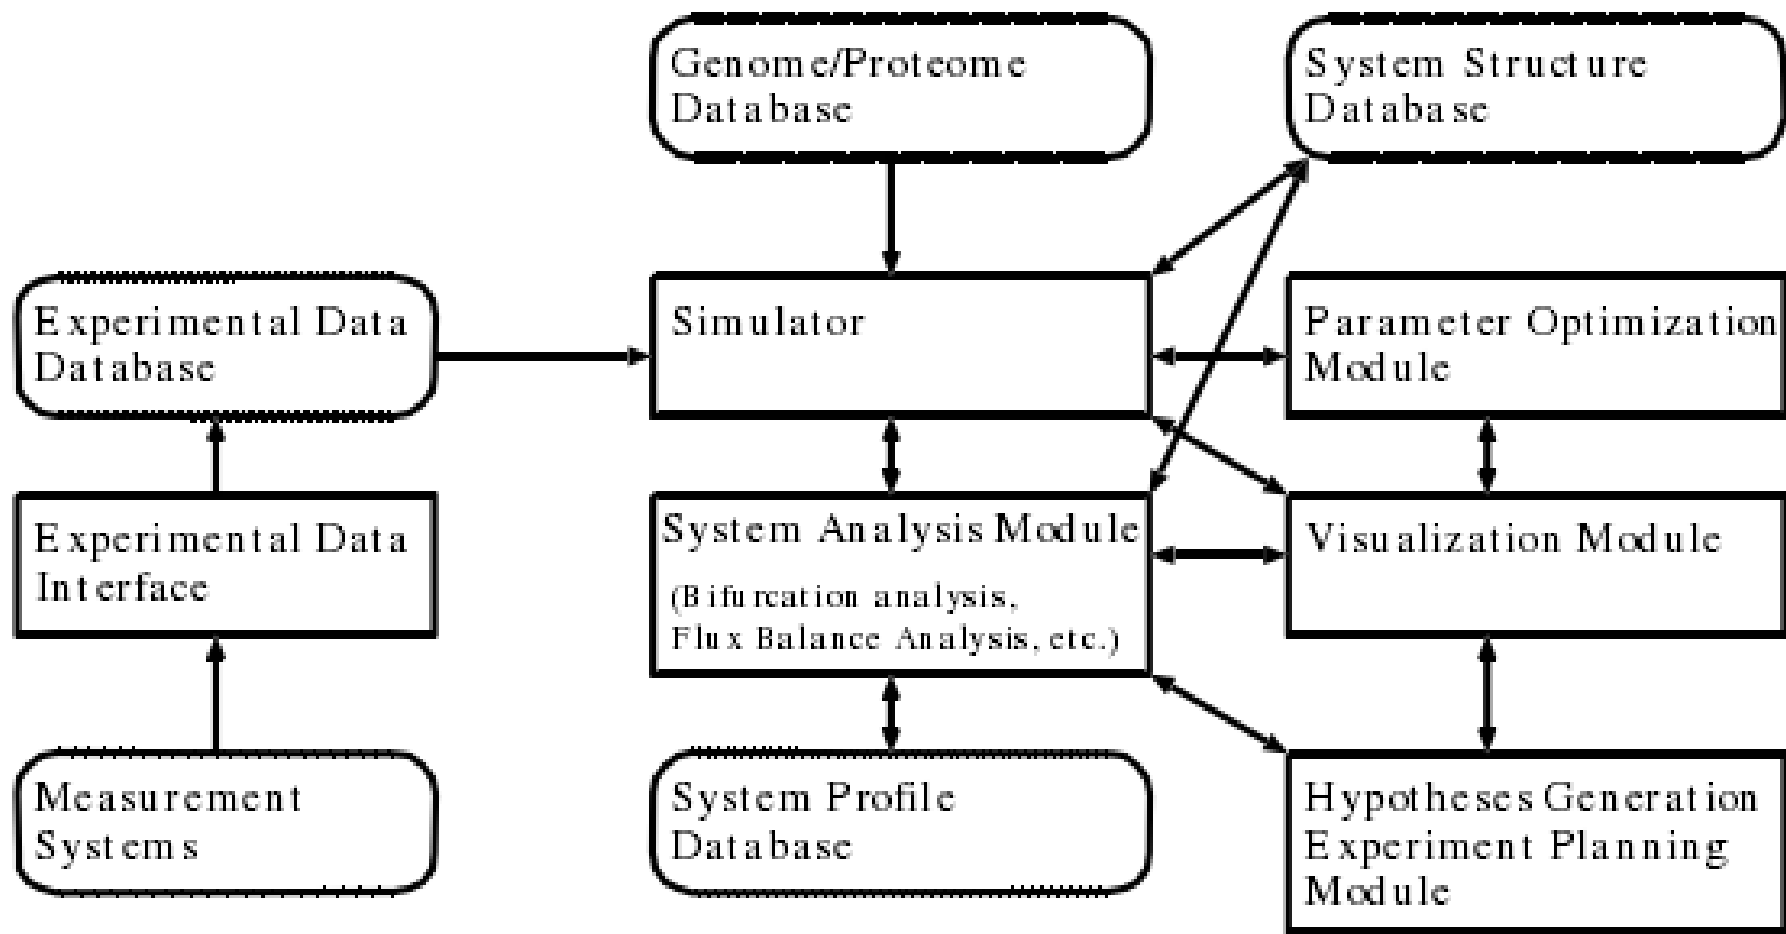 Genome/Proteome
Database
System Structure
Database
Experimental Data
Database
Simulator
Parameter Optimization
Module
Experimental Data
Interface
System Analysis Module
(Bifurcation analysis,
Flux Balance Analysis, etc.)
Visualization Module
Measurement
Systems
System Profile
Database
Hypotheses Generation
Experiment Planning
Module